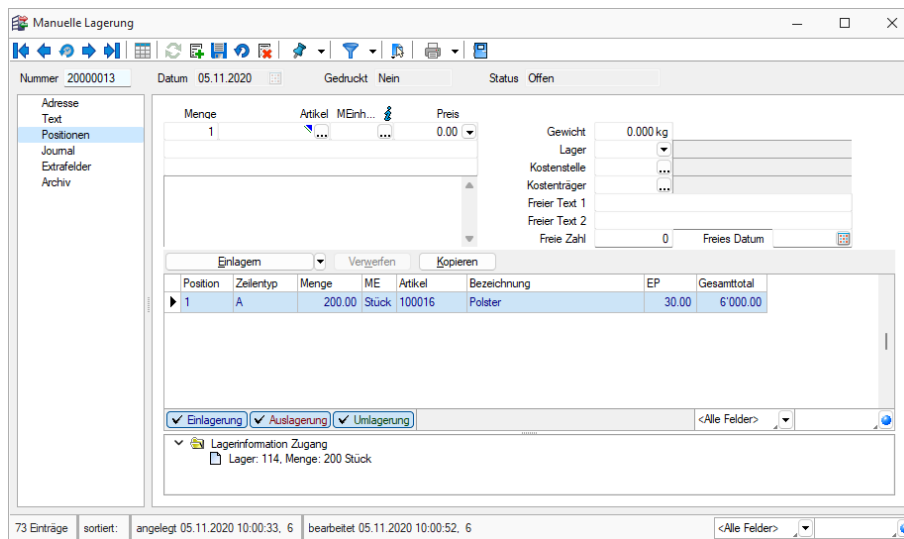 Manuelle Lagerung
Nummer 20000013 Datum 05.11.2020 Gedruckt Nein Status Offen
Adresse
Text
Positionen
Journal
Extrafelder
Archiv
Menge Artikel MEinh... Preis
1 ... ... 0.00
Gewicht 0.000 kg
Lager
Kostenstelle ...
Kostenträger ...
Freier Text 1
Freier Text 2
Freie Zahl 0 Freies Datum
Einlagern Verwerfen Kopieren
Position Zeilentyp Menge ME Artikel Bezeichnung EP Gesamttotal
1 A 200.00 Stück 100016 Polster 30.00 6'000.00
Einlagerung Auslagerung Umlagerung <Alle Felder>
Lagerinformation Zugang
Lager: 114, Menge: 200 Stück
73 Einträge sortiert: angelegt 05.11.2020 10:00:33, 6 bearbeitet 05.11.2020 10:00:52, 6 <Alle Felder>